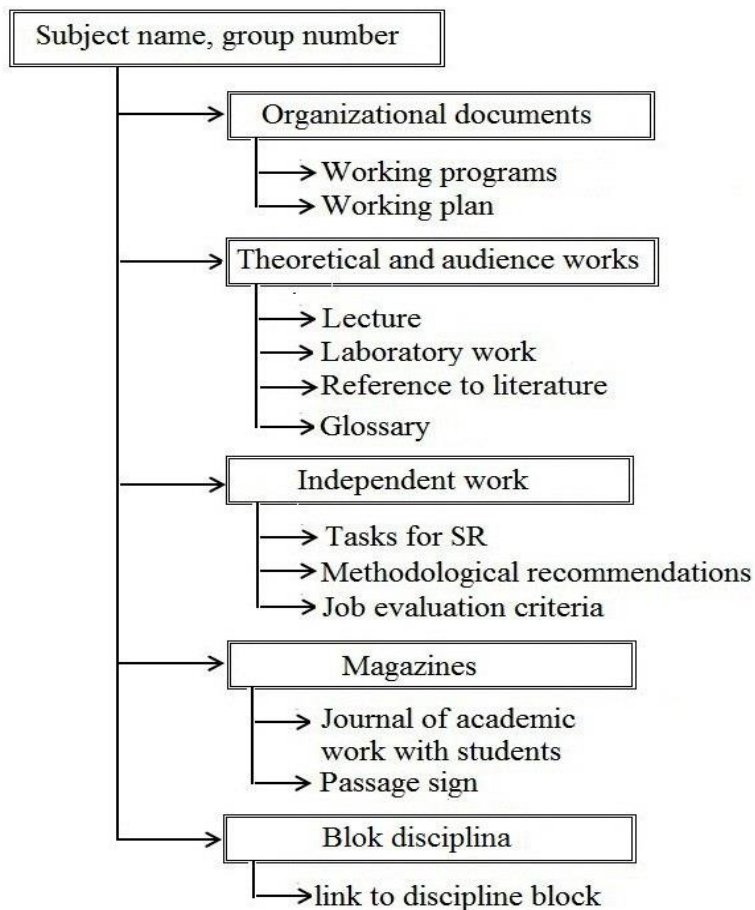 Subject name, group number
Organizational documents
Working programs
Working plan
Theoretical and audience works
Lecture
Laboratory work
Reference to literature
Glossary
Independent work
Tasks for SR
Methodological recommendations
Job evaluation criteria
Magazines
Journal of academic
work with students
Passage sign
Blok disciplina
link to discipline block